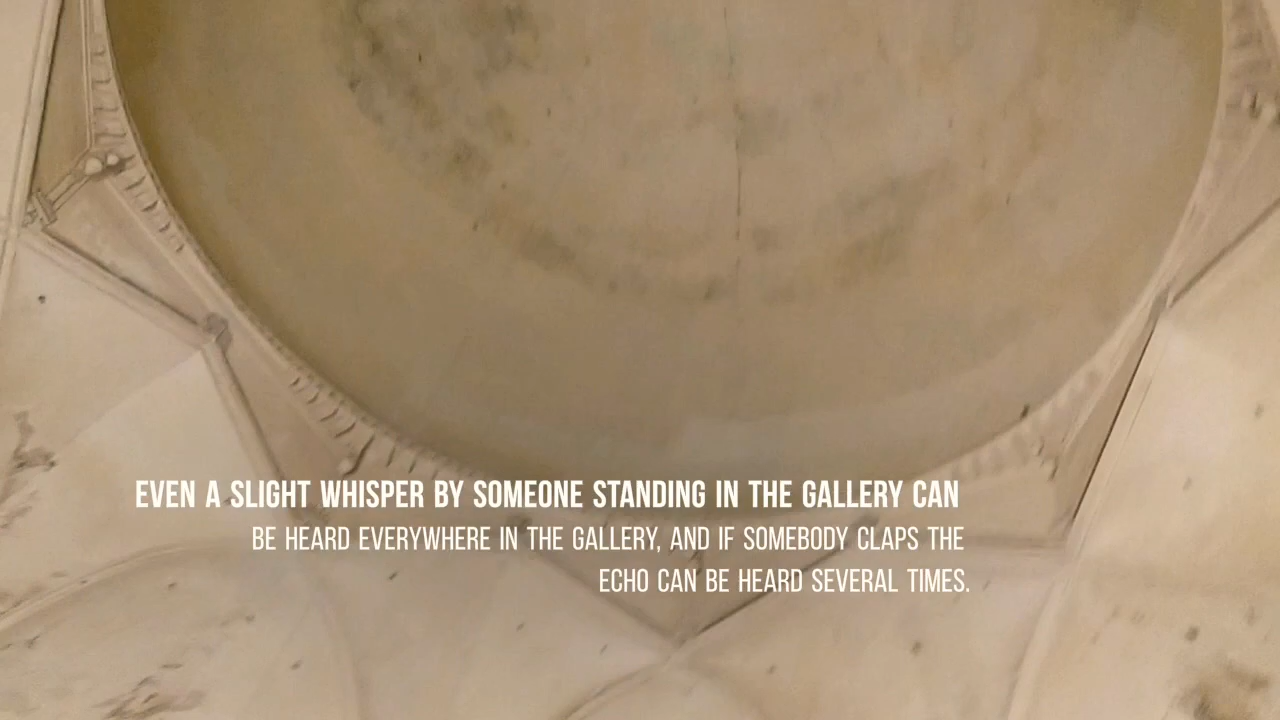 EVEN A SLIGHT WHISPER BY SOMEONE STANDING IN THE GALLERY CAN
BE HEARD EVERYWHERE IN THE GALLERY, AND IF SOMEBODY CLAPS THE
ECHO CAN BE HEARD SEVERAL TIMES.